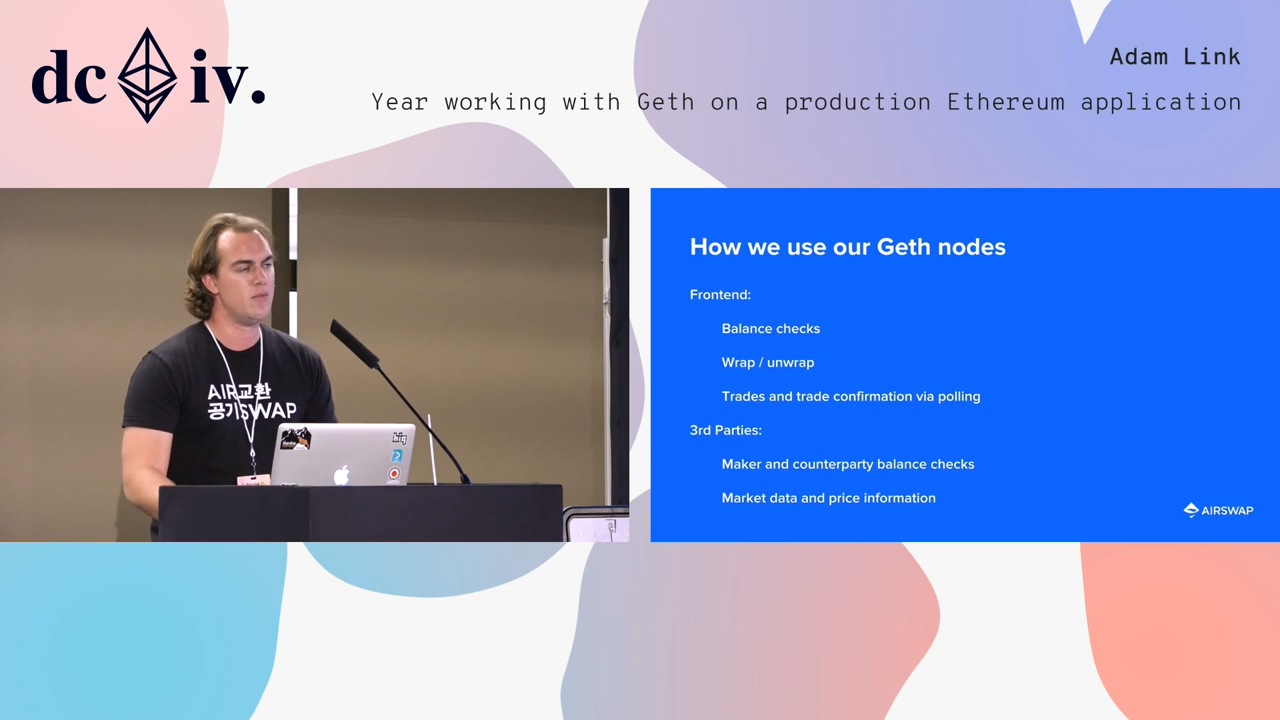 dc iv.
Adam Link
Year working with Geth on a production Ethereum application
AIR교환
공기SWAP
hiq
How we use our Geth nodes
Frontend:
Balance checks
Wrap / unwrap
Trades and trade confirmation via polling
3rd Parties:
Maker and counterparty balance checks
Market data and price information
AIRSWAP